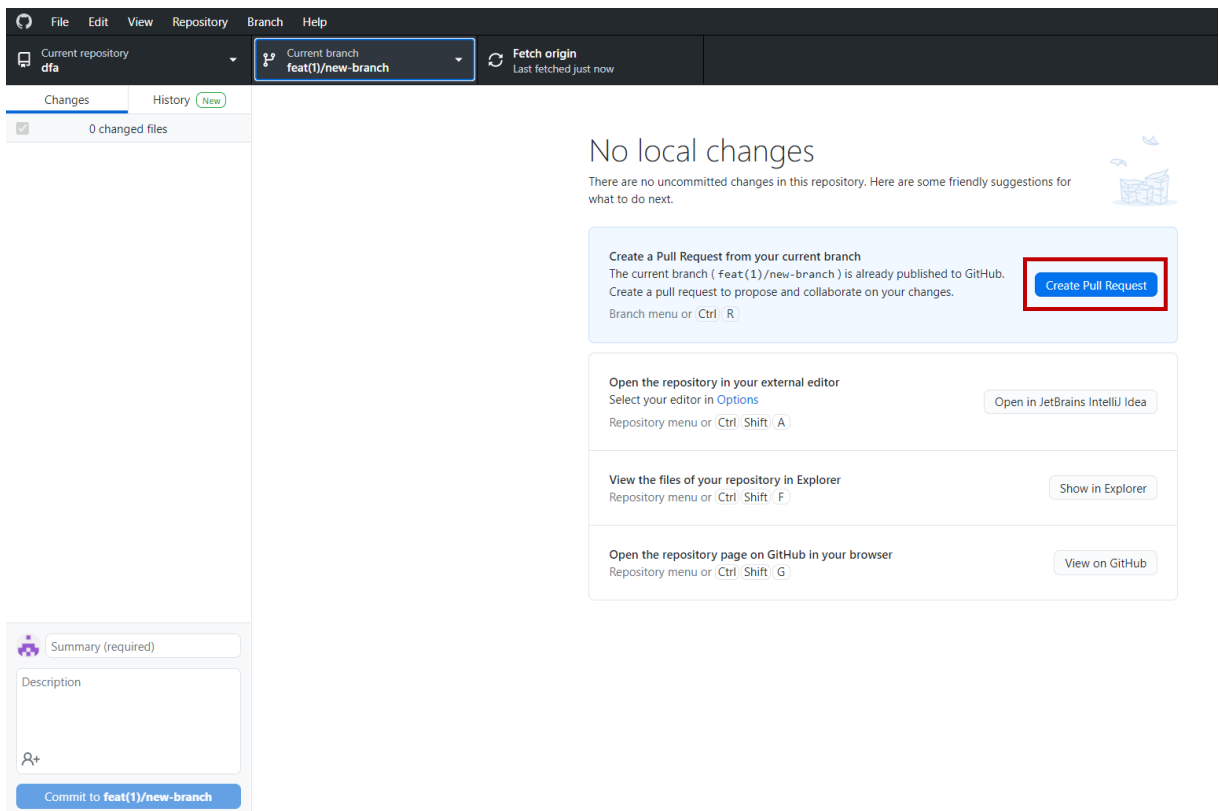 File Edit View Repository Branch Help
Current repository
dfa
Current branch
feat(1)/new-branch
Fetch origin
Last fetched just now
Changes
History New
0 changed files
No local changes
There are no uncommitted changes in this repository. Here are some friendly suggestions for
what to do next.
Create a Pull Request from your current branch
The current branch ( feat(1)/new-branch ) is already published to GitHub.
Create a pull request to propose and collaborate on your changes.
Branch menu or Ctrl R
Create Pull Request
Open the repository in your external editor
Select your editor in Options
Repository menu or Ctrl Shift A
Open in JetBrains IntelliJ Idea
View the files of your repository in Explorer
Repository menu or Ctrl Shift F
Show in Explorer
Open the repository page on GitHub in your browser
Repository menu or Ctrl Shift G
View on GitHub
Summary (required)
Description
Commit to feat(1)/new-branch